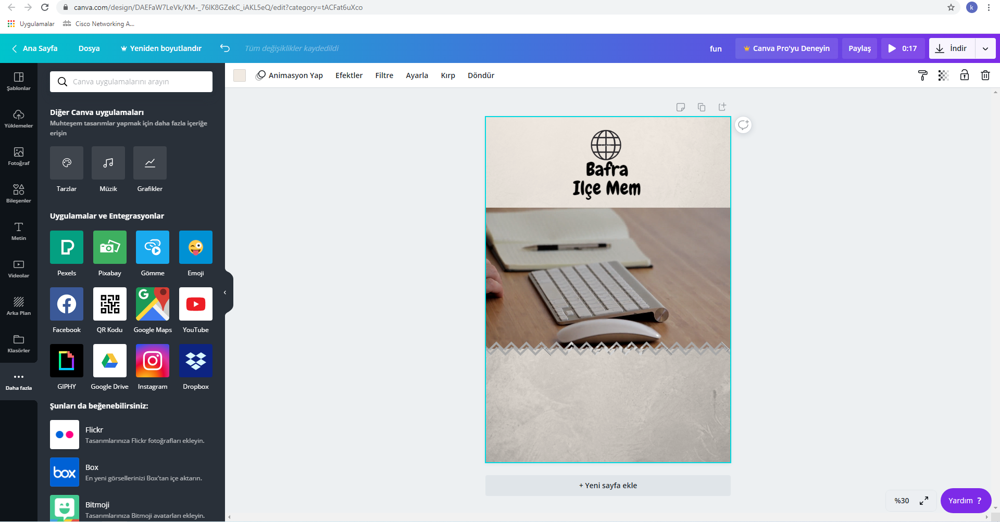 canva.com/design/DAEFaW7LeVk/KM-_76IK8GZekC_iAKL5eQ/edit?category=tACFat6uXco
k
Uygulamalar
Cisco Networking A...
Ana Sayfa
Dosya
Yeniden boyutlandır
Tüm değişiklikler kaydedildi
fun
Canva Pro'yu Deneyin
Paylaş
0:17
İndir
Şablonlar
Yüklemeler
Fotoğraf
Bileşenler
Metin
Videolar
Arka Plan
Klasörler
Daha fazla
Canva uygulamalarını arayın
Diğer Canva uygulamaları
Muhteşem tasarımlar yapmak için daha fazla içeriğe
erişin
Tarzlar
Müzik
Grafikler
Uygulamalar ve Entegrasyonlar
Pexels
Pixabay
Gömme
Emoji
Facebook
QR Kodu
Google Maps
YouTube
GIPHY
Google Drive
Instagram
Dropbox
Şunları da beğenebilirsiniz:
Flickr
Tasarımlarınıza Flickr fotoğrafları ekleyin.
box
Box
En yeni görsellerinizi Box'tan içe aktarın.
Bitmoji
Tasarımlarınıza Bitmoji avatarları ekleyin.
Animasyon Yap
Efektler
Filtre
Ayarla
Kırp
Döndür
Bafra
Ilçe Mem
+ Yeni sayfa ekle
%30
Yardım ?